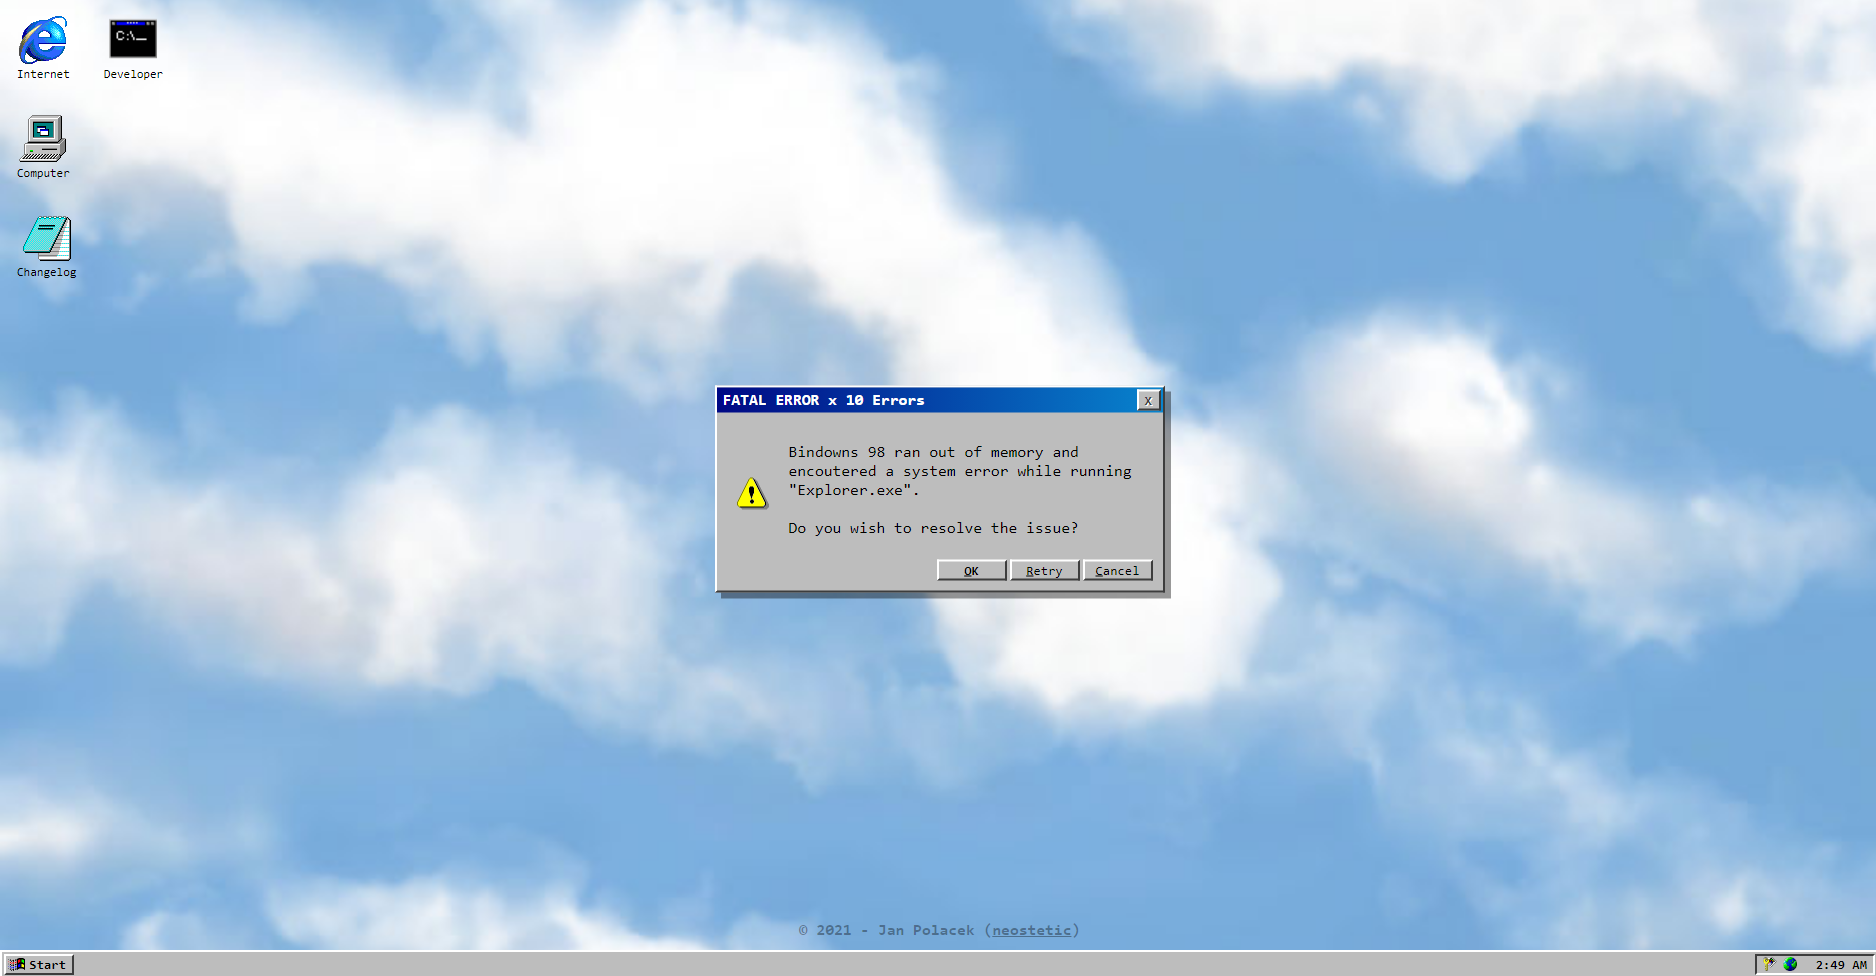 Internet
Developer
C:\_
Computer
Changelog
FATAL ERROR x 10 Errors
X
Bindowns 98 ran out of memory and
encoutered a system error while running
"Explorer.exe".
Do you wish to resolve the issue?
OK
Retry
Cancel
© 2021 - Jan Polacek (neostetic)
Start
2:49 AM